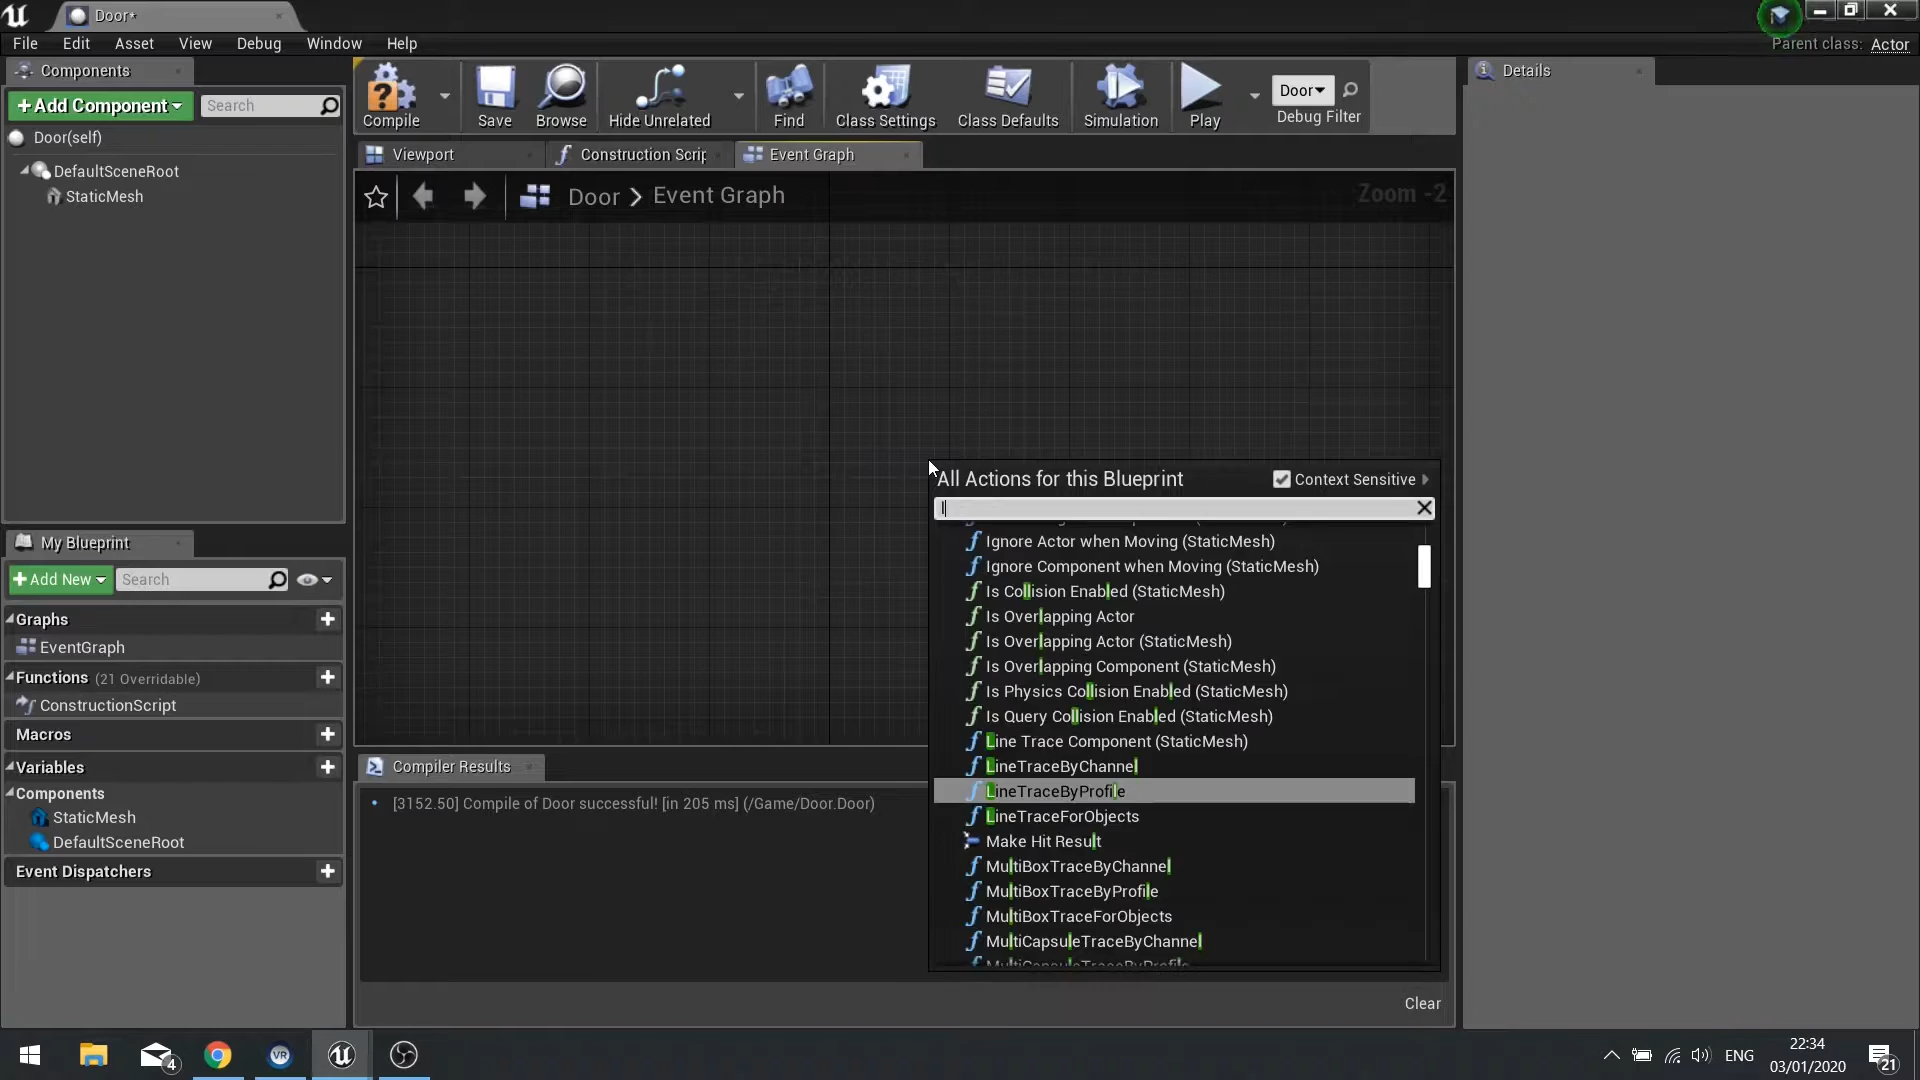 Door*
File Edit Asset View Debug Window Help
Parent class: Actor
Components
+Add Component
Search
Door(self)
DefaultSceneRoot
StaticMesh
Compile
Save
Browse
Hide Unrelated
Find
Class Settings
Class Defaults
Simulation
Play
Door
Debug Filter
Details
Viewport
Construction Scrip
Event Graph
Door > Event Graph
Zoom -2
All Actions for this Blueprint
Context Sensitive
l
Ignore Actor when Moving (StaticMesh)
Ignore Component when Moving (StaticMesh)
Is Collision Enabled (StaticMesh)
Is Overlapping Actor
Is Overlapping Actor (StaticMesh)
Is Overlapping Component (StaticMesh)
Is Physics Collision Enabled (StaticMesh)
Is Query Collision Enabled (StaticMesh)
Line Trace Component (StaticMesh)
LineTraceByChannel
LineTraceByProfile
LineTraceForObjects
Make Hit Result
MultiBoxTraceByChannel
MultiBoxTraceByProfile
MultiBoxTraceForObjects
MultiCapsuleTraceByChannel
MultiCapsuleTraceByProfile
My Blueprint
+Add New
Search
Graphs
EventGraph
Functions (21 Overridable)
ConstructionScript
Macros
Variables
Components
StaticMesh
DefaultSceneRoot
Event Dispatchers
Compiler Results
[3152.50] Compile of Door successful! [in 205 ms] (/Game/Door.Door)
Clear
4
VR
ENG
22:34
03/01/2020
21